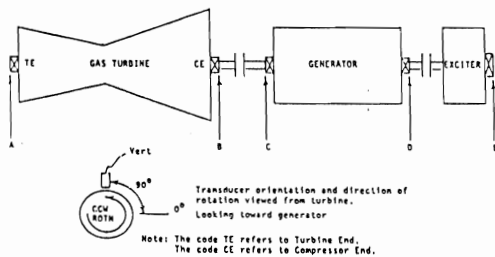 TE GAS TURBINE CE GENERATOR EXCITER
A B C D E
Vert
90°
Transducer orientation and direction of
rotation viewed from turbine.
CCW
ROTN
0°
Looking toward generator
Note: The code TE refers to Turbine End.
The code CE refers to Compressor End.